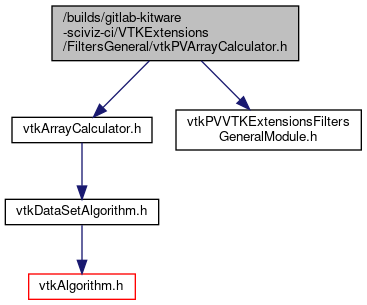 /builds/gitlab-kitware
-sciviz-ci/VTKExtensions
/FiltersGeneral/vtkPVArrayCalculator.h
vtkArrayCalculator.h
vtkPVVTKExtensionsFilters
GeneralModule.h
vtkDataSetAlgorithm.h
vtkAlgorithm.h